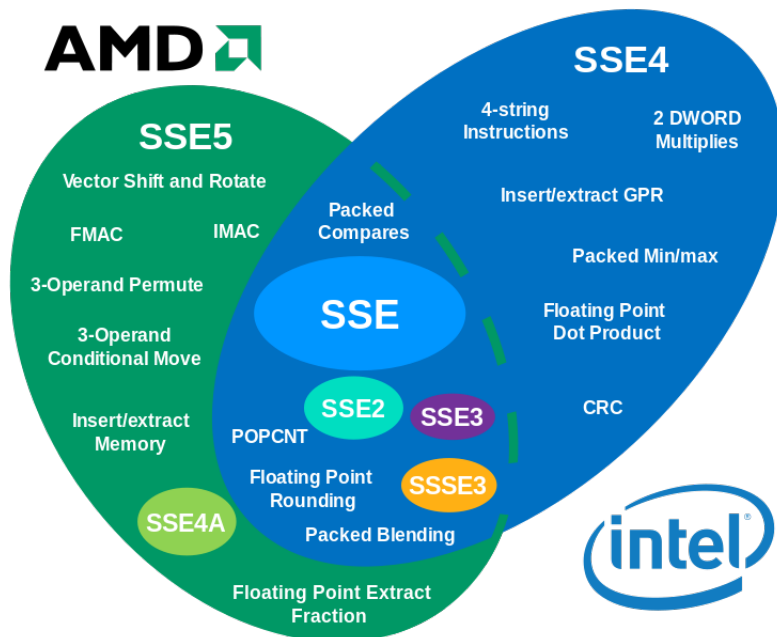 AMD
SSE4
4-string
Instructions
2 DWORD
Multiplies
SSE5
Vector Shift and Rotate
Insert/extract GPR
Packed
Compares
FMAC
IMAC
Packed Min/max
3-Operand Permute
SSE
Floating Point
Dot Product
3-Operand
Conditional Move
SSE2
SSE3
CRC
Insert/extract
Memory
POPCNT
Floating Point
Rounding
SSSE3
SSE4A
Packed Blending
intel®
Floating Point Extract
Fraction